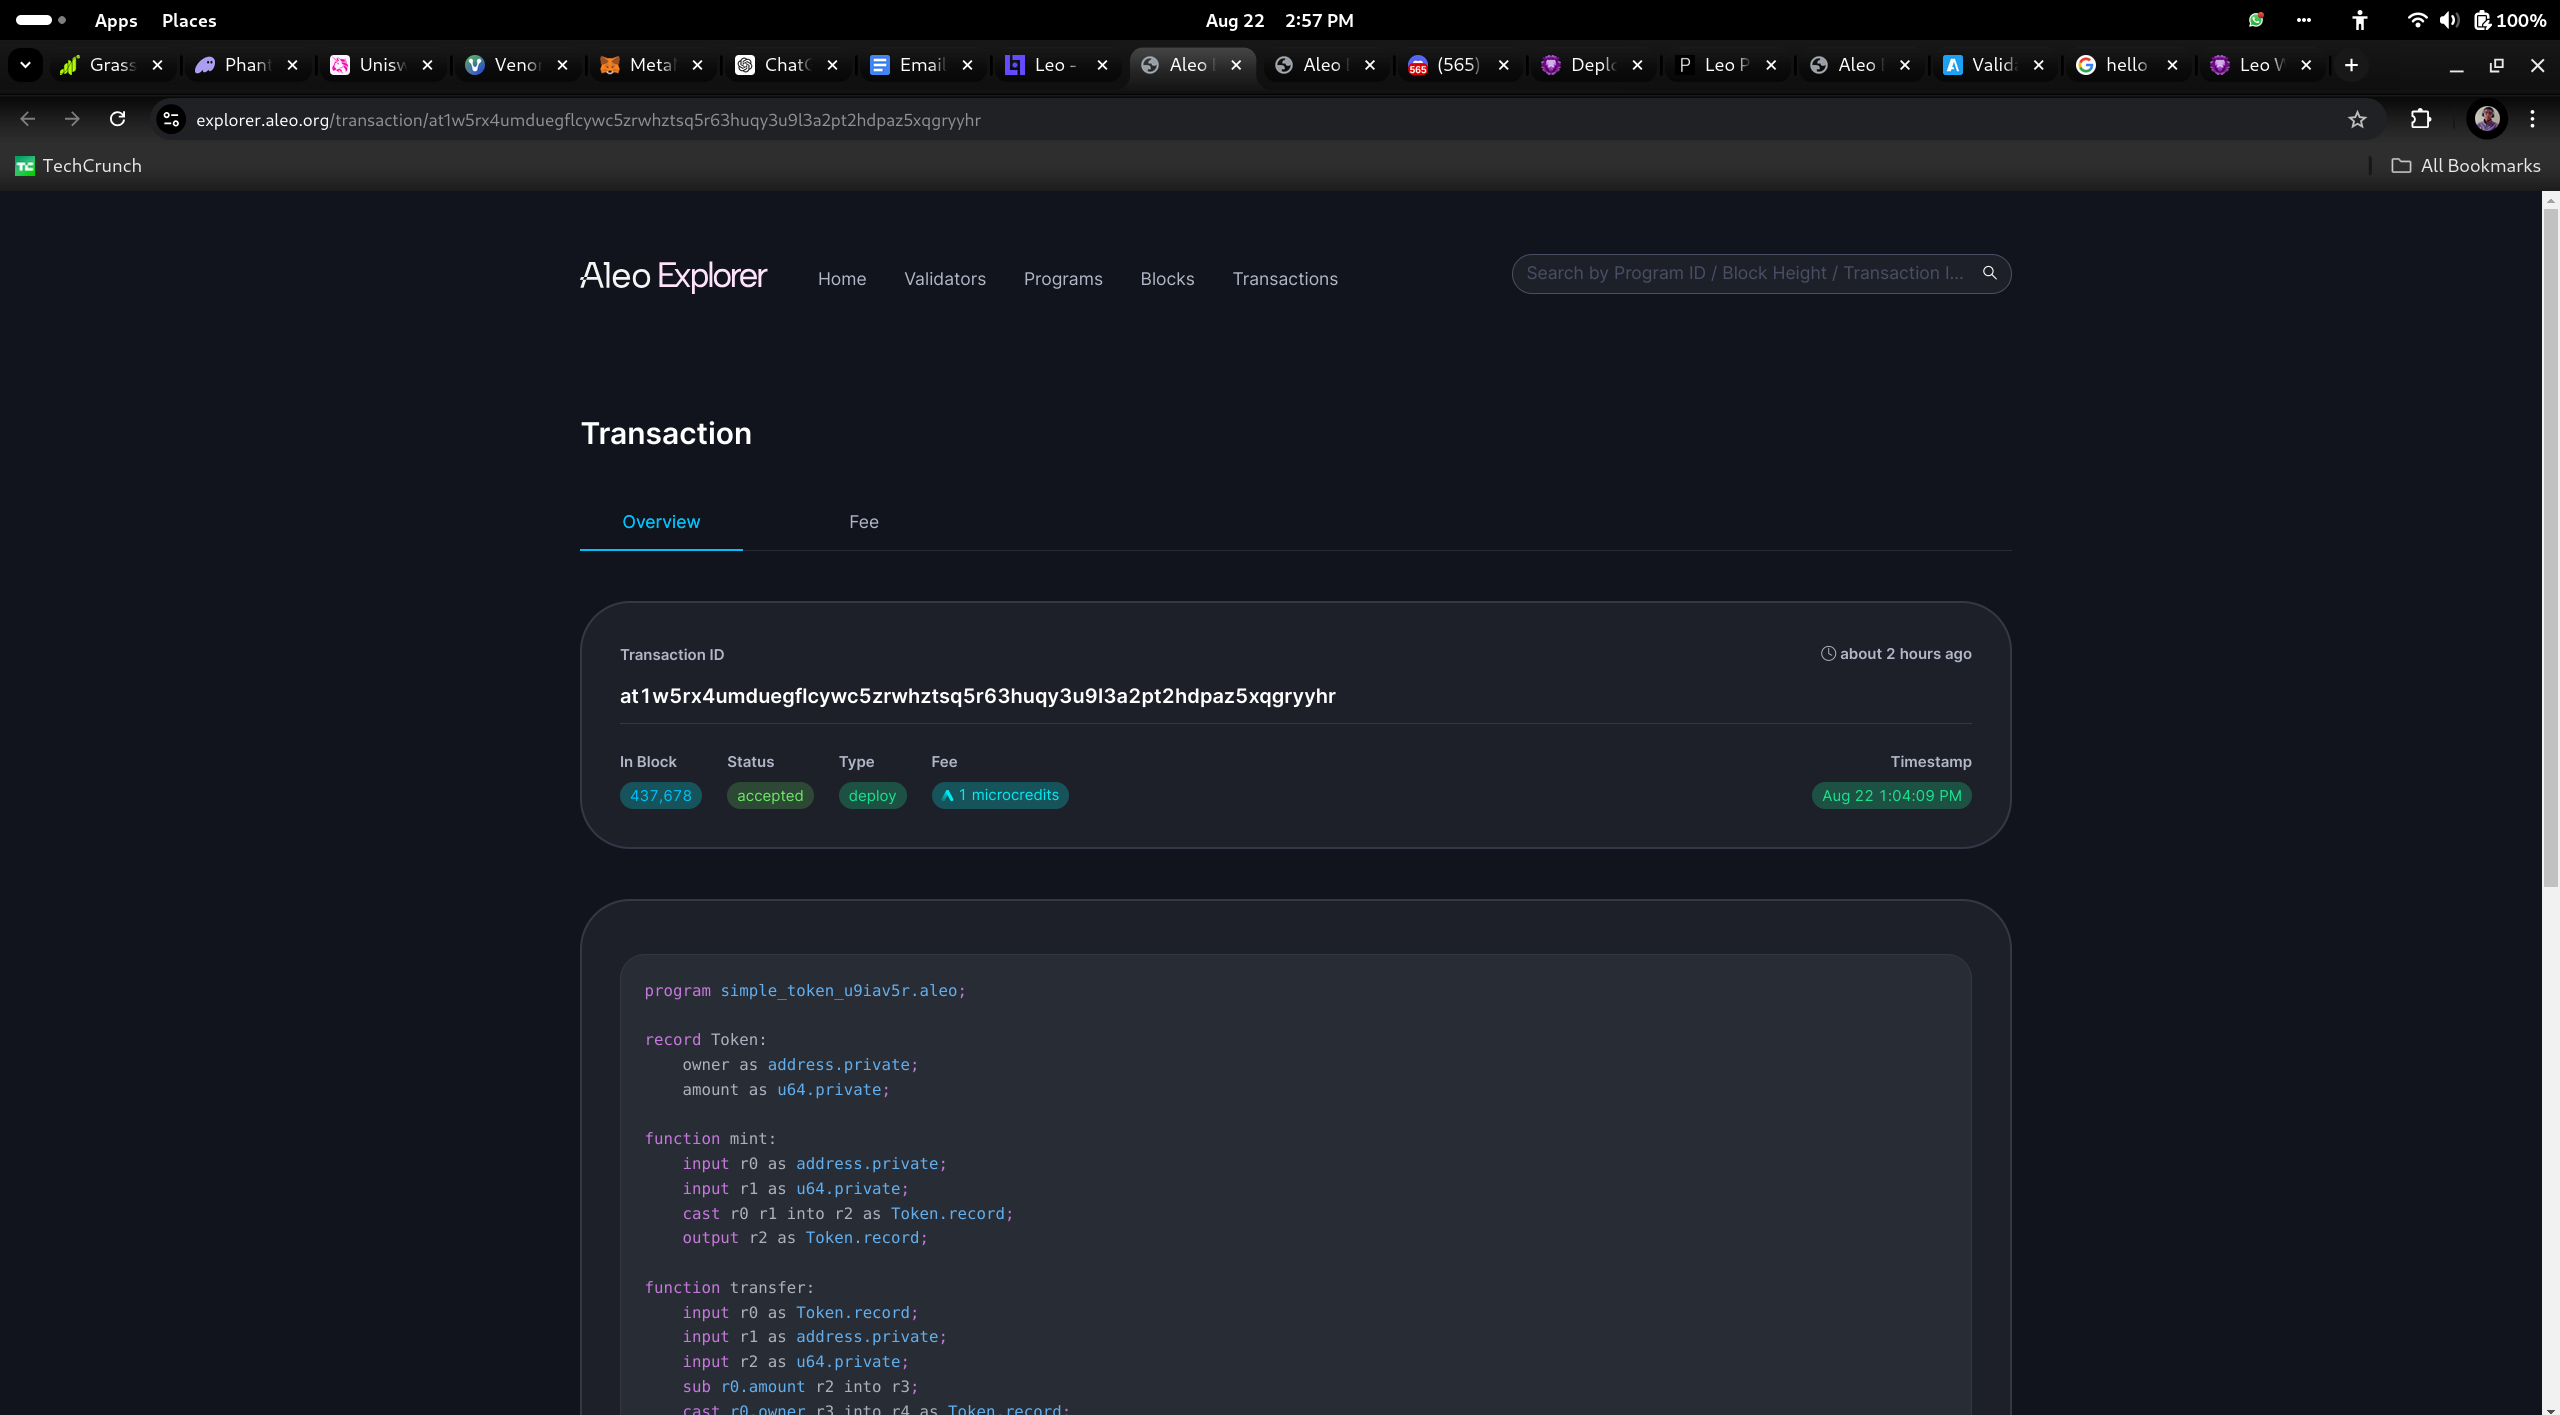 Apps Places Aug 22 2:57 PM 100%
Grass Phant Unisw Veno Meta ChatG Email Leo - Aleo Aleo (565) Deplo Leo P Aleo Valid hello Leo W
explorer.aleo.org/transaction/at1w5rx4umduegflcywc5zrwhztsq5r63huqy3u9l3a2pt2hdpaz5xqgryyhr
TechCrunch All Bookmarks
Aleo Explorer Home Validators Programs Blocks Transactions Search by Program ID / Block Height / Transaction I...
Transaction
Overview Fee
Transaction ID about 2 hours ago
at1w5rx4umduegflcywc5zrwhztsq5r63huqy3u9l3a2pt2hdpaz5xqgryyhr
In Block Status Type Fee Timestamp
437,678 accepted deploy 1 microcredits Aug 22 1:04:09 PM
program simple_token_u9iav5r.aleo;
record Token:
owner as address.private;
amount as u64.private;
function mint:
input r0 as address.private;
input r1 as u64.private;
cast r0 r1 into r2 as Token.record;
output r2 as Token.record;
function transfer:
input r0 as Token.record;
input r1 as address.private;
input r2 as u64.private;
sub r0.amount r2 into r3;
cast r0.owner r3 into r4 as Token.record;